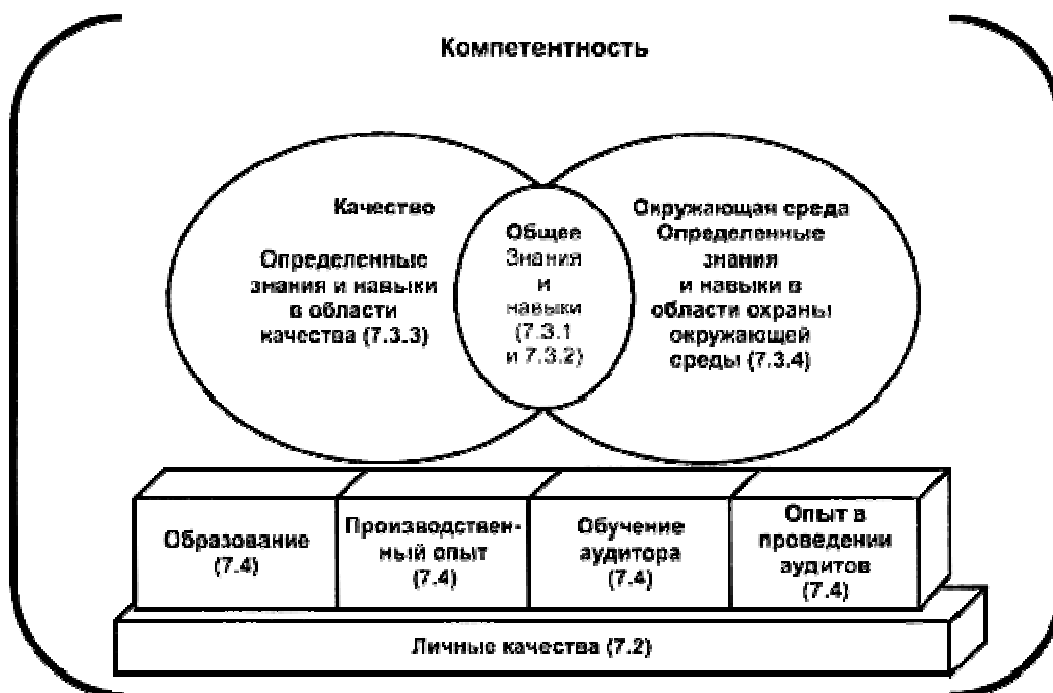 Компетентность
Качество
Определенные
знания и навыки
в области
качества (7.3.3)
Общее
Знания
и
навыки
(7.3.1
и 7.3.2)
Окружающая среда
Определенные
знания
и навыки в
области охраны
окружающей
среды (7.3.4)
Образование
(7.4)
Производствен-
ный опыт
(7.4)
Обучение
аудитора
(7.4)
Опыт в
проведении
аудитов
(7.4)
Личные качества (7.2)